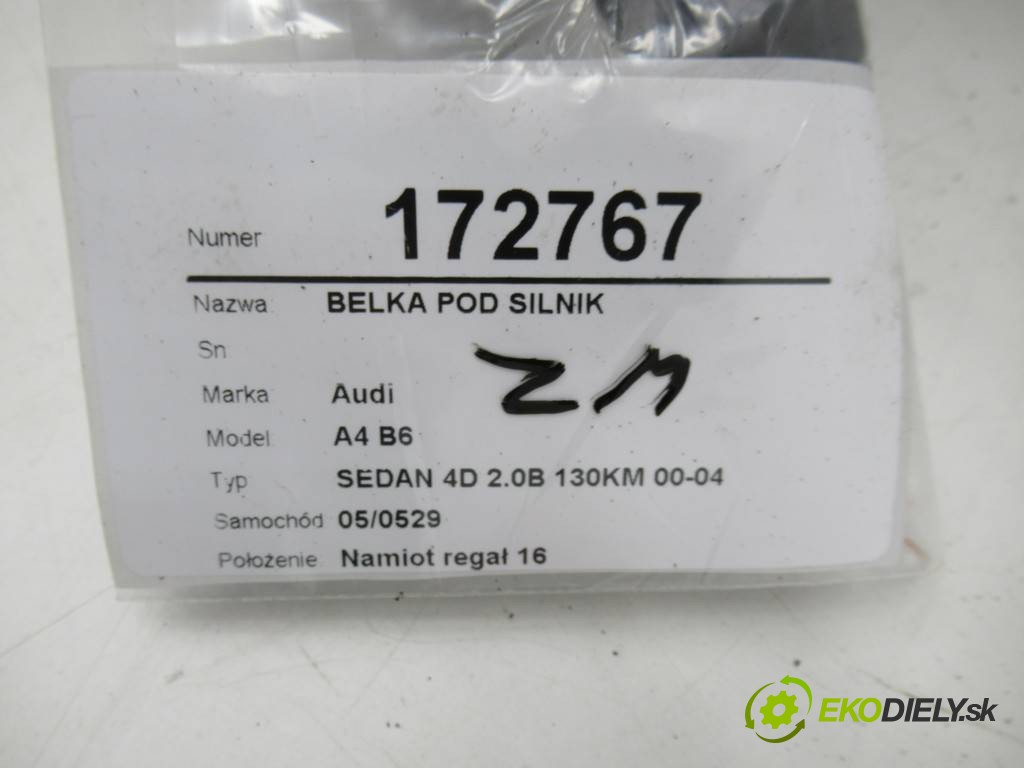 Numer 172767
Nazwa: BELKA POD SILNIK
Sn:
ZM
Marka: Audi
Model: A4 B6
Typ: SEDAN 4D 2.0B 130KM 00-04
Samochód: 05/0529
Położenie: Namiot regał 16
EKODIELY.sk